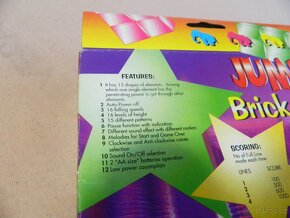 JUM
Brick
FEATURES:
1 It has 15 shapes of elements. Among,
which one single element has the
penetrating power to get through other
elements.
2 Auto Power off
3 16 falling speeds
4 16 levels of height
5 15 different patterns
6 Pause function with indication
7 Different sound effect with different motion
8 Melodies for Start and Game Over
9 Clockwise and Anti clockwise rotate
selection
10 Sound On/Off selection
11 2 "AA size" batteries operation
12 Low power consumption
SCORING:
No. of Full Line
made each time
LINES SCORE
1 100
2 300
3 600